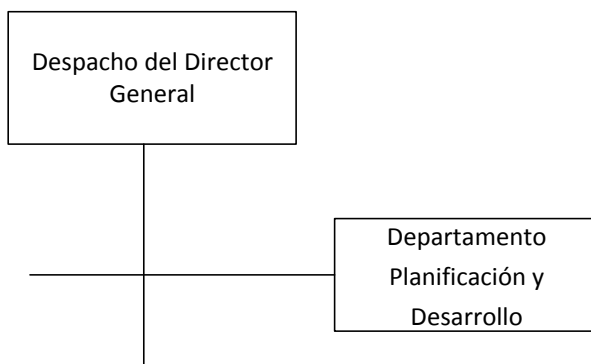 Despacho del Director
General
Departamento
Planificación y
Desarrollo